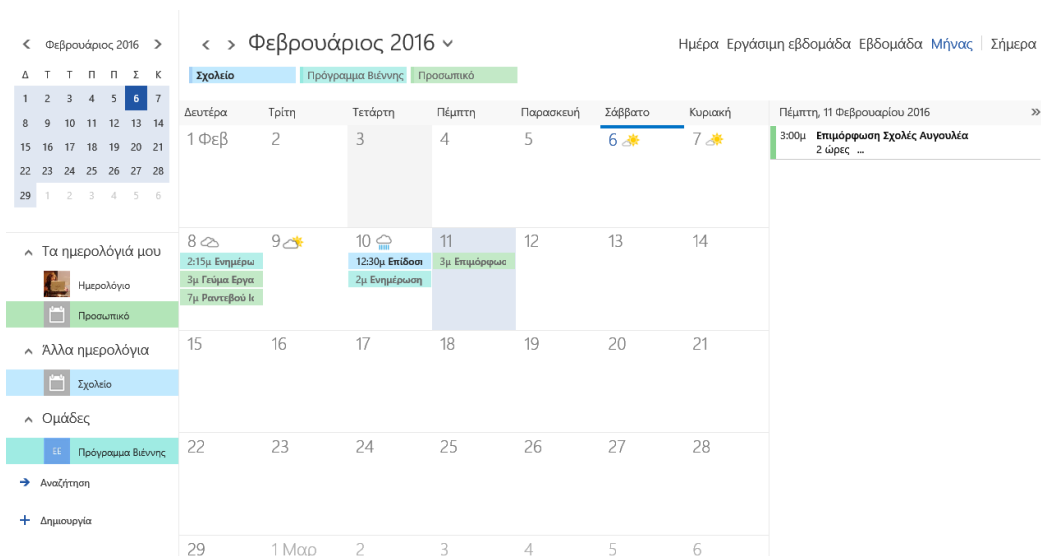 Φεβρουάριος 2016
Δ Τ Τ Π Π Σ Κ
1 2 3 4 5 6 7
8 9 10 11 12 13 14
15 16 17 18 19 20 21
22 23 24 25 26 27 28
29 1 2 3 4 5 6
Τα ημερολόγιά μου
Ημερολόγιο
Προσωπικό
Άλλα ημερολόγια
Σχολείο
Ομάδες
ΕΕ Πρόγραμμα Βιέννης
Αναζήτηση
Δημιουργία
Φεβρουάριος 2016
Ημέρα Εργάσιμη εβδομάδα Εβδομάδα Μήνας Σήμερα
Σχολείο Πρόγραμμα Βιέννης Προσωπικό
Δευτέρα Τρίτη Τετάρτη Πέμπτη Παρασκευή Σάββατο Κυριακή
1 Φεβ 2 3 4 5 6 7
8 9 10 11 12 13 14
2:15μ Ενημέρω 12:30μ Επίδοσι 3μ Επιμόρφως
3μ Γεύμα Εργα 2μ Ενημέρωση
7μ Ραντεβού Ic
15 16 17 18 19 20 21
22 23 24 25 26 27 28
29 1 Μαρ 2 3 4 5 6
Πέμπτη, 11 Φεβρουαρίου 2016 »
3:00μ Επιμόρφωση Σχολές Αυγουλέα
2 ώρες ...